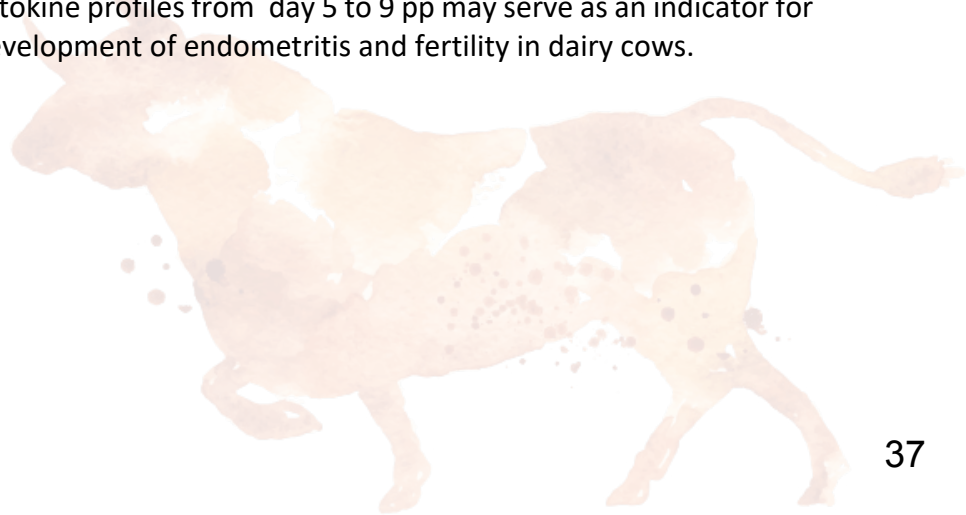 tokine profiles from  day 5 to 9 pp may serve as an indicator for
velopment of endometritis and fertility in dairy cows.
37